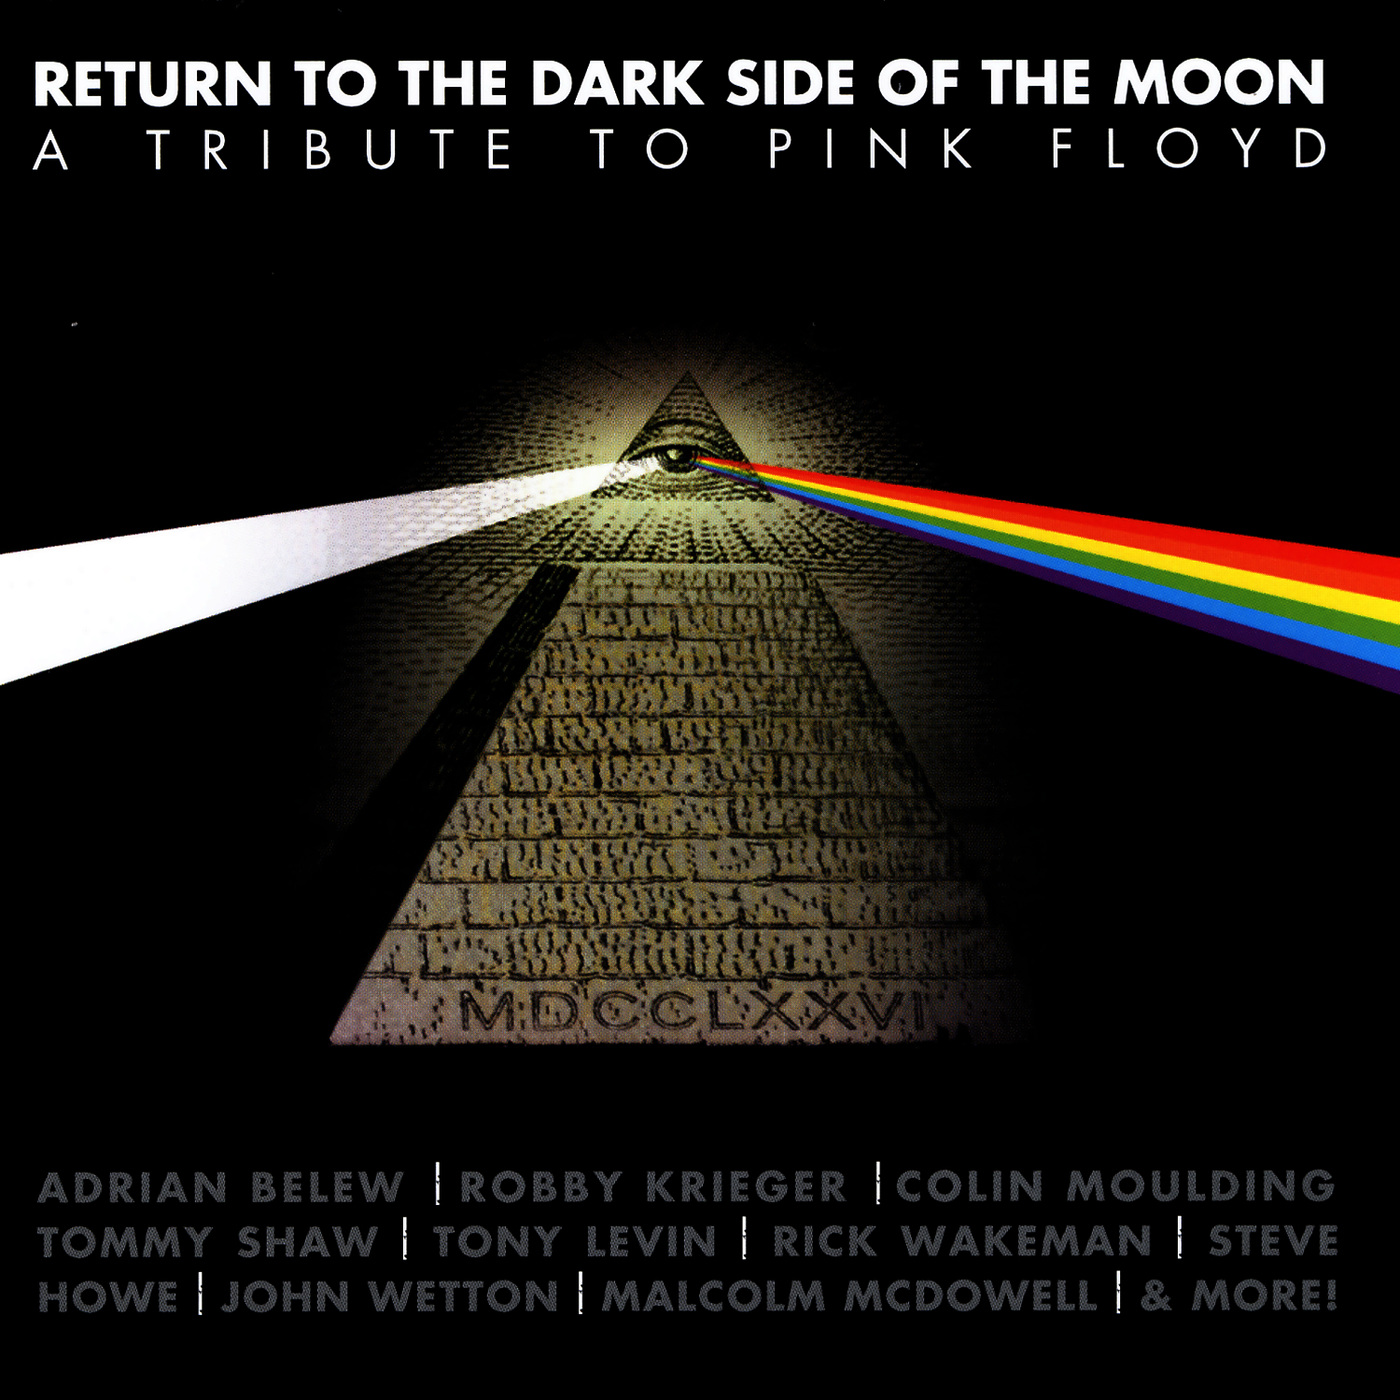 RETURN TO THE DARK SIDE OF THE MOON
A TRIBUTE TO PINK FLOYD
MDCCLXXVI
ADRIAN BELEW | ROBBY KRIEGER | COLIN MOULDING
TOMMY SHAW | TONY LEVIN | RICK WAKEMAN | STEVE
HOWE | JOHN WETTON | MALCOLM MCDOWELL | & MORE!